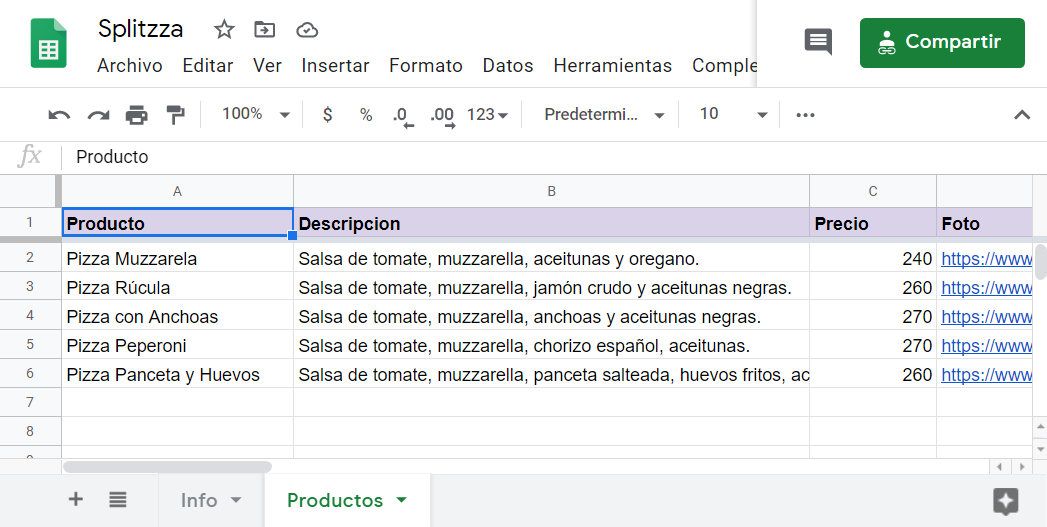 Splitzza
Archivo Editar Ver Insertar Formato Datos Herramientas Comple
Compartir
100% $ % .0 .00 123 Predetermi... 10
fx Producto
A B C
1 Producto Descripcion Precio Foto
2 Pizza Muzzarela Salsa de tomate, muzzarella, aceitunas y oregano. 240 https://www
3 Pizza Rúcula Salsa de tomate, muzzarella, jamón crudo y aceitunas negras. 260 https://www
4 Pizza con Anchoas Salsa de tomate, muzzarella, anchoas y aceitunas negras. 270 https://www
5 Pizza Peperoni Salsa de tomate, muzzarella, chorizo español, aceitunas. 270 https://www
6 Pizza Panceta y Huevos Salsa de tomate, muzzarella, panceta salteada, huevos fritos, ac 260 https://www
7
8
Info Productos